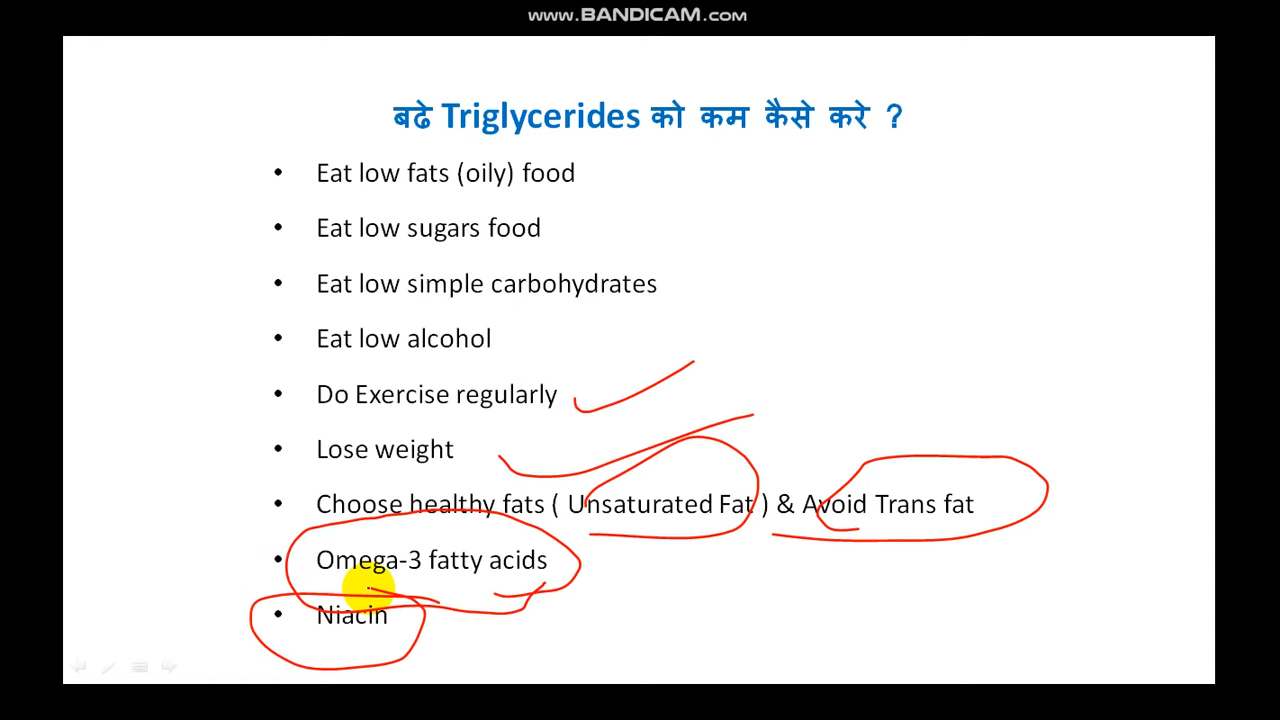 www.BANDICAM.com
बढे Triglycerides को कम कैसे करे ?
• Eat low fats (oily) food
• Eat low sugars food
• Eat low simple carbohydrates
• Eat low alcohol
• Do Exercise regularly
• Lose weight
• Choose healthy fats ( Unsaturated Fat ) & Avoid Trans fat
• Omega-3 fatty acids
• Niacin